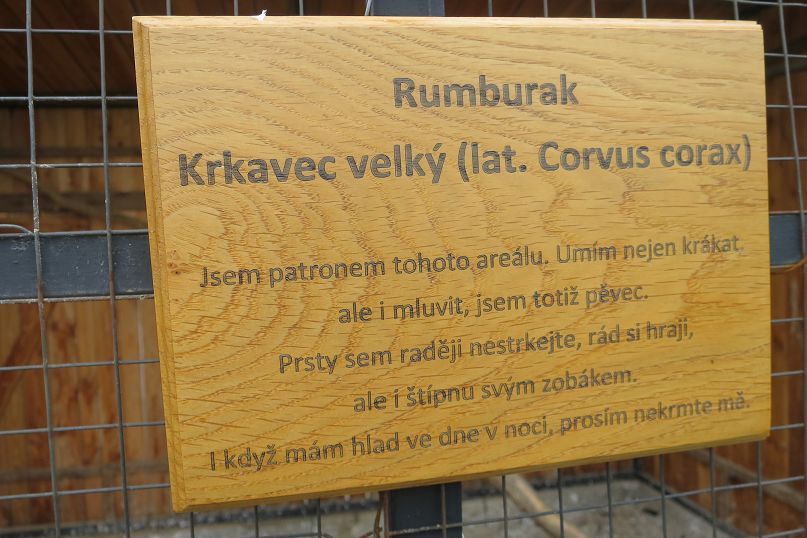 Rumburak
Krkavec velký (lat. Corvus corax)
Jsem patronem tohoto areálu. Umím nejen krákat.
ale i mluvit, jsem totiž pěvec.
Prsty sem raději nestrkejte, rád si hraji,
ale i štípnu svým zobákem.
I když mám hlad ve dne v noci, prosím nekrmte mě.